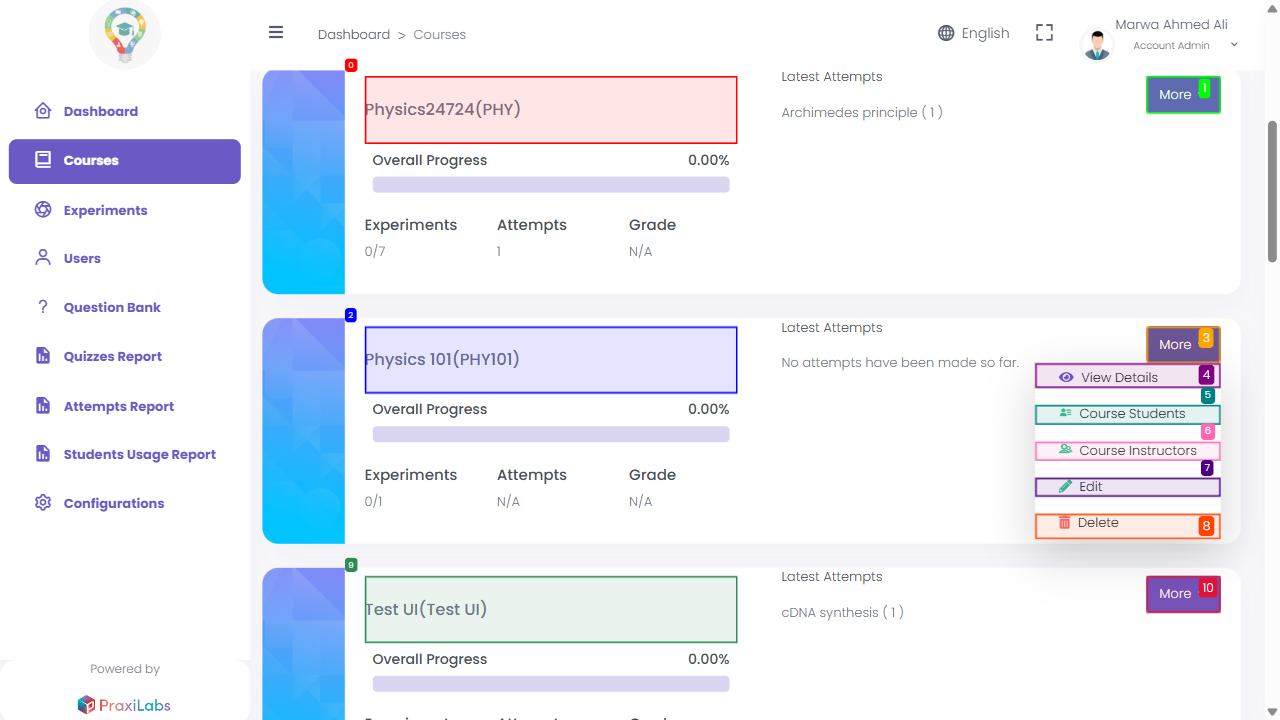 Dashboard > Courses
English
Marwa Ahmed Ali
Account Admin
Dashboard
Courses
Experiments
Users
Question Bank
Quizzes Report
Attempts Report
Students Usage Report
Configurations
Powered by
PraxiLabs
0
Physics24724(PHY)
Overall Progress 0.00%
Experiments Attempts Grade
0/7 1 N/A
Latest Attempts
Archimedes principle ( 1 )
More 1
2
Physics 101(PHY101)
Overall Progress 0.00%
Experiments Attempts Grade
0/1 N/A N/A
Latest Attempts
No attempts have been made so far.
More 3
View Details 4
5
Course Students
6
Course Instructors
7
Edit
Delete 8
9
Test UI(Test UI)
Overall Progress 0.00%
Latest Attempts
cDNA synthesis ( 1 )
More 10